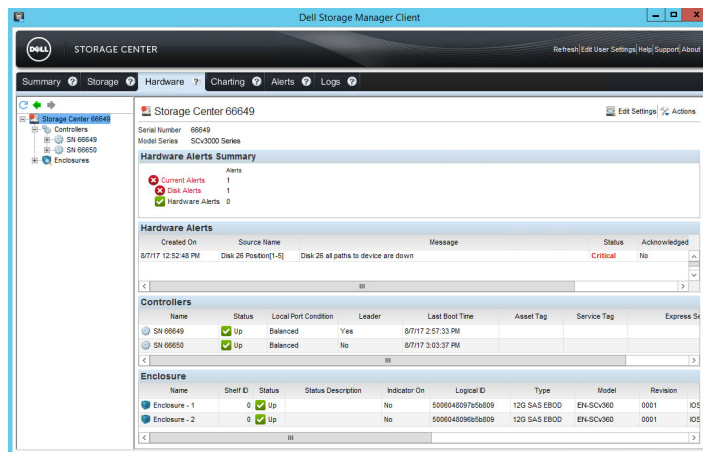 Dell Storage Manager Client
DELL STORAGE CENTER Refresh|Edit User Settings|Help|Support|About
Summary ? Storage ? Hardware ? Charting ? Alerts ? Logs ?
Storage Center 66649
Controllers
SN 66649
SN 66650
Enclosures
Storage Center 66649 Edit Settings Actions
Serial Number 66649
Model Series SCv3000 Series
Hardware Alerts Summary
Alerts
Current Alerts 1
Disk Alerts 1
Hardware Alerts 0
Hardware Alerts
Created On Source Name Message Status Acknowledged
8/7/17 12:52:48 PM Disk 26 Position[1-5] Disk 26 all paths to device are down Critical No
Controllers
Name Status Local Port Condition Leader Last Boot Time Asset Tag Service Tag Express Se
SN 66649 Up Balanced Yes 8/7/17 2:57:33 PM
SN 66650 Up Balanced No 8/7/17 3:03:37 PM
Enclosure
Name Shelf ID Status Status Description Indicator On Logical ID Type Model Revision
Enclosure - 1 0 Up No 5006048097b5b809 12G SAS EBOD EN-SCv360 0001 IOS
Enclosure - 2 0 Up No 5006048096b5b809 12G SAS EBOD EN-SCv360 0001 IOS